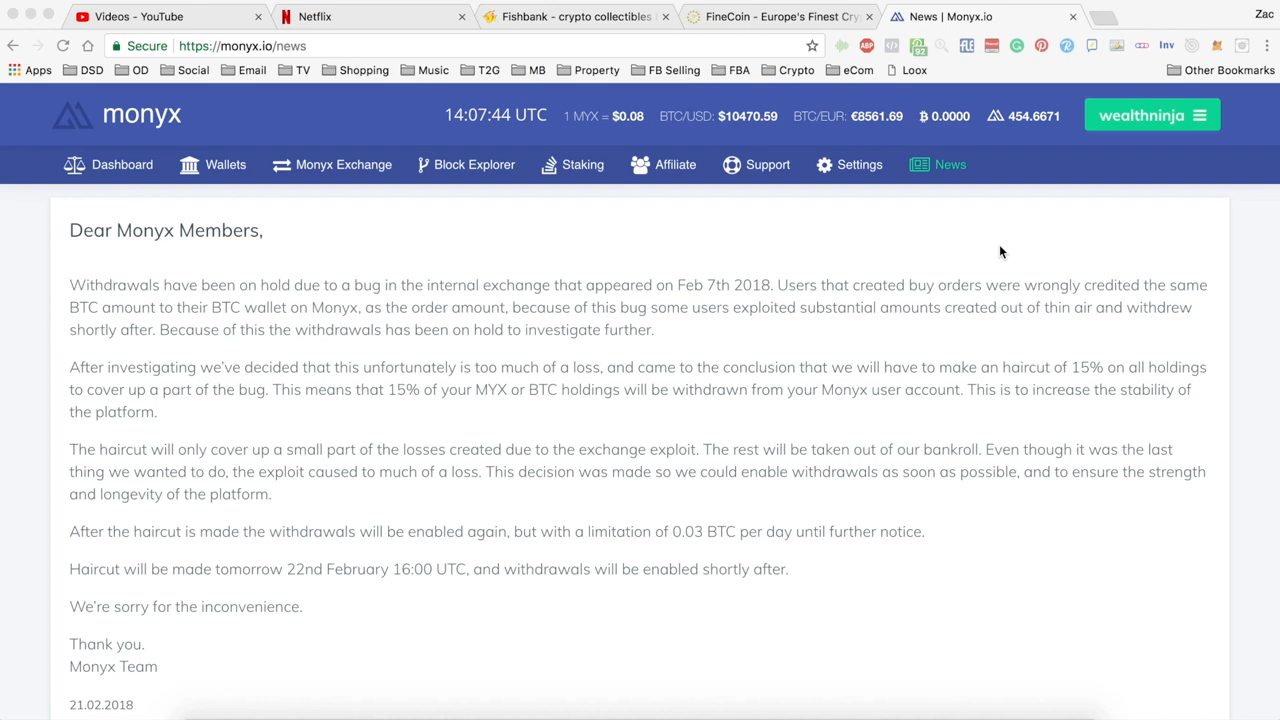 Videos - YouTube
Netflix
Fishbank - crypto collectibles
FineCoin - Europe's Finest Cry
News | Monyx.io
Zac
Secure
https://monyx.io/news
ABP
92
Inv
Apps
DSD
OD
Social
Email
TV
Shopping
Music
T2G
MB
Property
FB Selling
FBA
Crypto
eCom
Loox
Other Bookmarks
monyx
14:07:44 UTC
1 MYX = $0.08
BTC/USD: $10470.59
BTC/EUR: €8561.69
₿ 0.0000
454.6671
wealthninja
Dashboard
Wallets
Monyx Exchange
Block Explorer
Staking
Affiliate
Support
Settings
News
Dear Monyx Members,
Withdrawals have been on hold due to a bug in the internal exchange that appeared on Feb 7th 2018. Users that created buy orders were wrongly credited the same
BTC amount to their BTC wallet on Monyx, as the order amount, because of this bug some users exploited substantial amounts created out of thin air and withdrew
shortly after. Because of this the withdrawals has been on hold to investigate further.
After investigating we've decided that this unfortunately is too much of a loss, and came to the conclusion that we will have to make an haircut of 15% on all holdings
to cover up a part of the bug. This means that 15% of your MYX or BTC holdings will be withdrawn from your Monyx user account. This is to increase the stability of
the platform.
The haircut will only cover up a small part of the losses created due to the exchange exploit. The rest will be taken out of our bankroll. Even though it was the last
thing we wanted to do, the exploit caused to much of a loss. This decision was made so we could enable withdrawals as soon as possible, and to ensure the strength
and longevity of the platform.
After the haircut is made the withdrawals will be enabled again, but with a limitation of 0.03 BTC per day until further notice.
Haircut will be made tomorrow 22nd February 16:00 UTC, and withdrawals will be enabled shortly after.
We're sorry for the inconvenience.
Thank you.
Monyx Team
21.02.2018